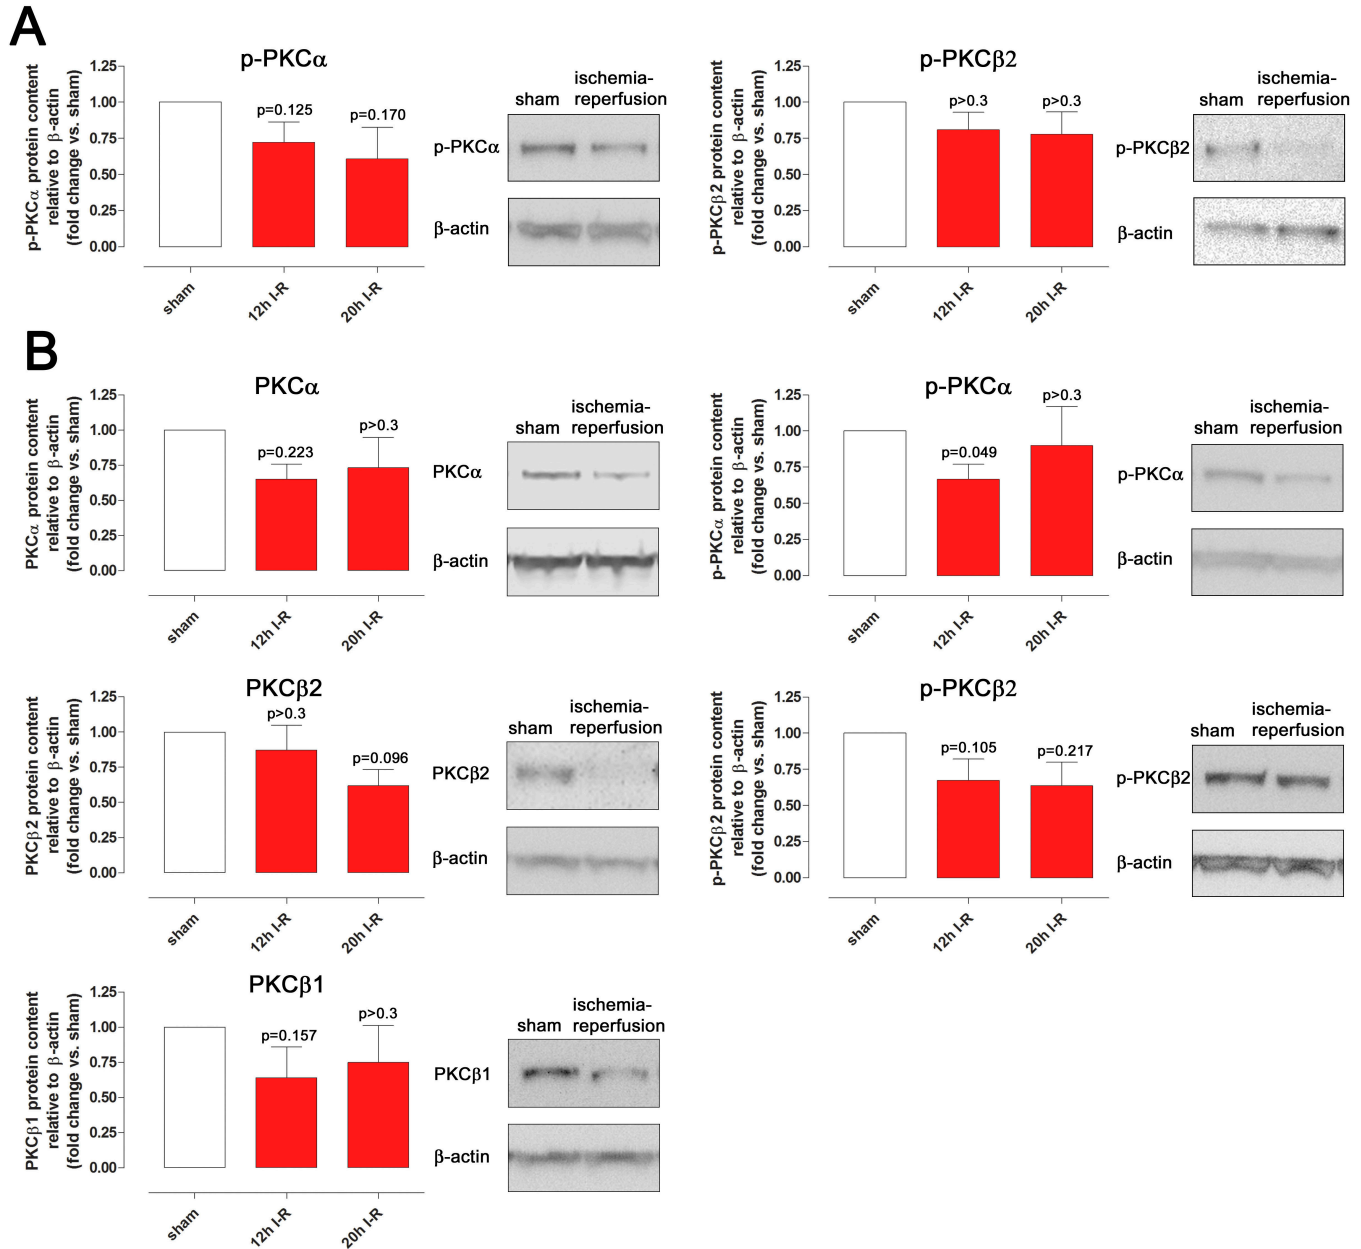 A
p-PKCα
p-PKCα protein content
relative to β-actin
(fold change vs. sham)
1.25
1.00
0.75
0.50
0.25
0.00
p=0.125
p=0.170
sham
12h I-R
20h I-R
ischemia-
sham reperfusion
p-PKCα
β-actin
p-PKCβ2
p-PKCβ2 protein content
relative to β-actin
(fold change vs. sham)
1.25
1.00
0.75
0.50
0.25
0.00
p>0.3
p>0.3
sham
12h I-R
20h I-R
ischemia-
sham reperfusion
p-PKCβ2
β-actin
B
PKCα
PKCα protein content
relative to β-actin
(fold change vs. sham)
1.25
1.00
0.75
0.50
0.25
0.00
p=0.223
p>0.3
sham
12h I-R
20h I-R
ischemia-
sham reperfusion
PKCα
β-actin
p-PKCα
p-PKCα protein content
relative to β-actin
(fold change vs. sham)
1.25
1.00
0.75
0.50
0.25
0.00
p=0.049
p>0.3
sham
12h I-R
20h I-R
ischemia-
sham reperfusion
p-PKCα
β-actin
PKCβ2
PKCβ2 protein content
relative to β-actin
(fold change vs. sham)
1.25
1.00
0.75
0.50
0.25
0.00
p>0.3
p=0.096
sham
12h I-R
20h I-R
ischemia-
sham reperfusion
PKCβ2
β-actin
p-PKCβ2
p-PKCβ2 protein content
relative to β-actin
(fold change vs. sham)
1.25
1.00
0.75
0.50
0.25
0.00
p=0.105
p=0.217
sham
12h I-R
20h I-R
ischemia-
sham reperfusion
p-PKCβ2
β-actin
PKCβ1
PKCβ1 protein content
relative to β-actin
(fold change vs. sham)
1.25
1.00
0.75
0.50
0.25
0.00
p=0.157
p>0.3
sham
12h I-R
20h I-R
ischemia-
sham reperfusion
PKCβ1
β-actin